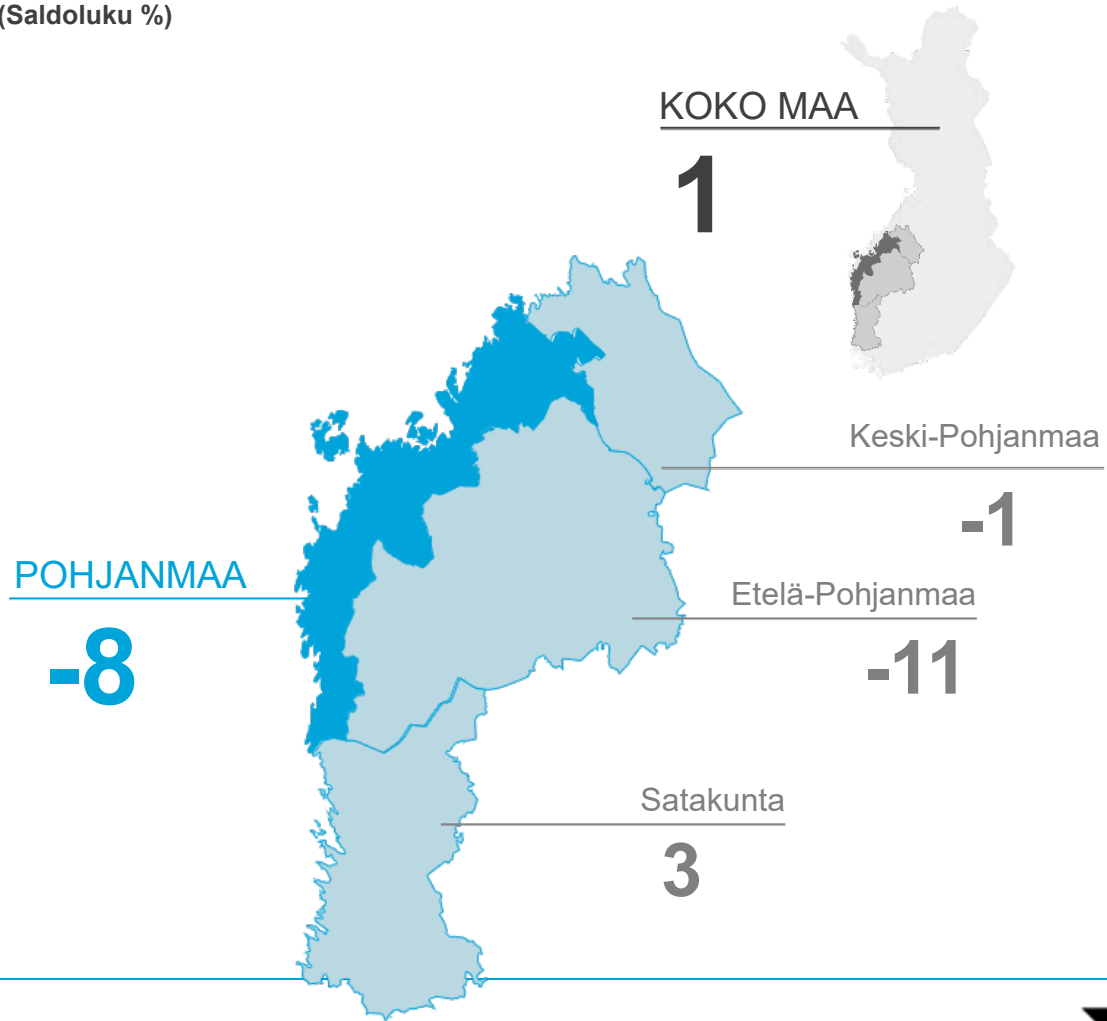 (Saldoluku %)
KOKO MAA
1
Keski-Pohjanmaa
-1
POHJANMAA
-8
Etelä-Pohjanmaa
-11
Satakunta
3